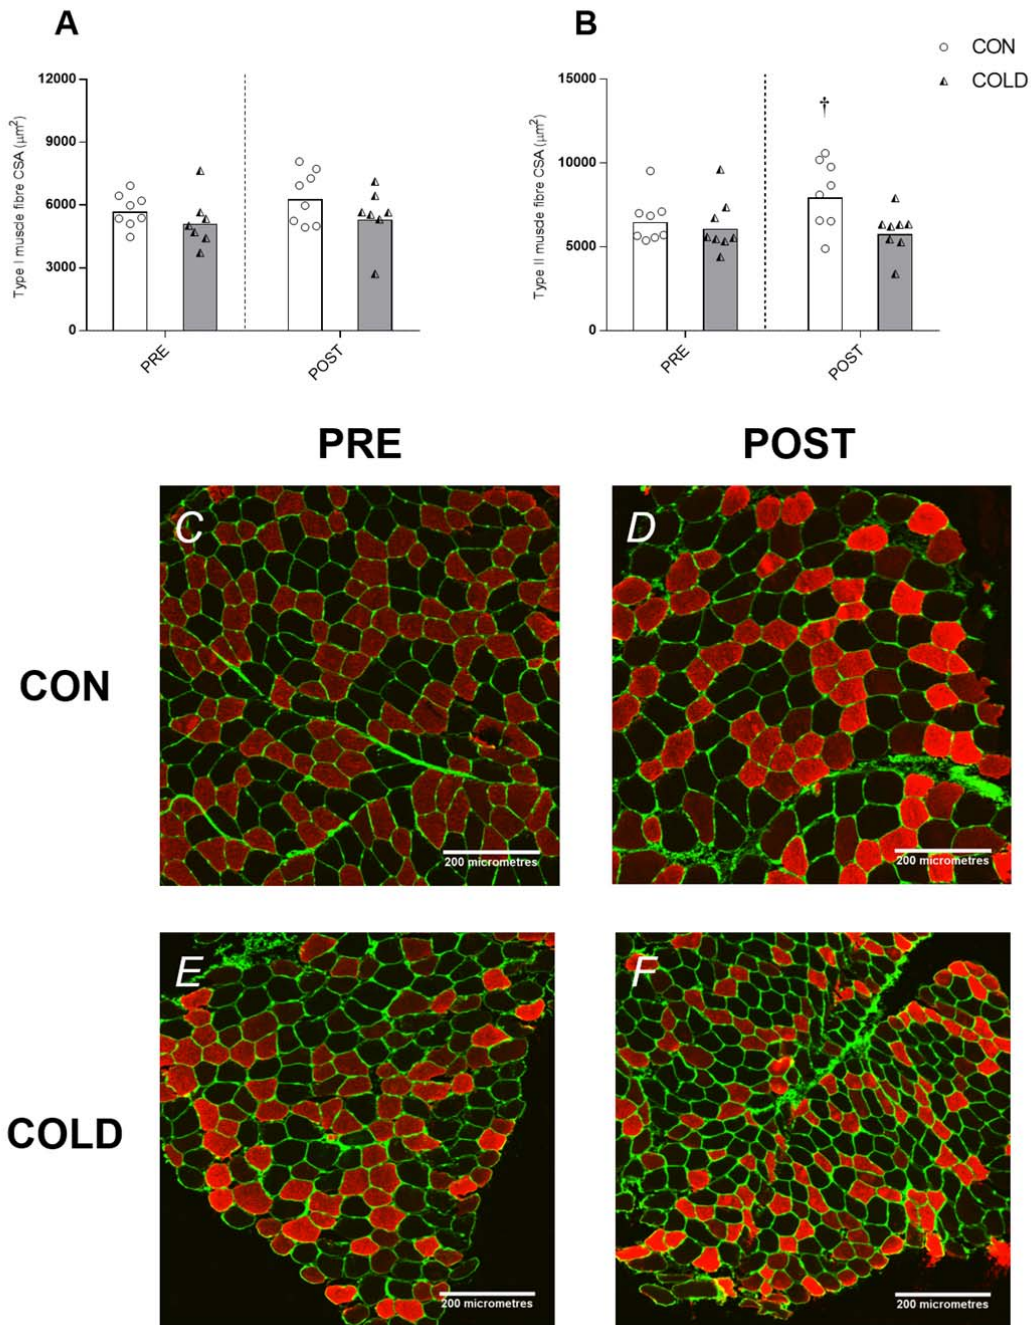 A
B
CON
COLD
Type I muscle fibre CSA (μm²)
12000
9000
6000
3000
0
PRE
POST
Type II muscle fibre CSA (μm²)
15000
10000
5000
0
†
PRE
POST
PRE
POST
CON
C
200 micrometres
D
200 micrometres
COLD
E
200 micrometres
F
200 micrometres